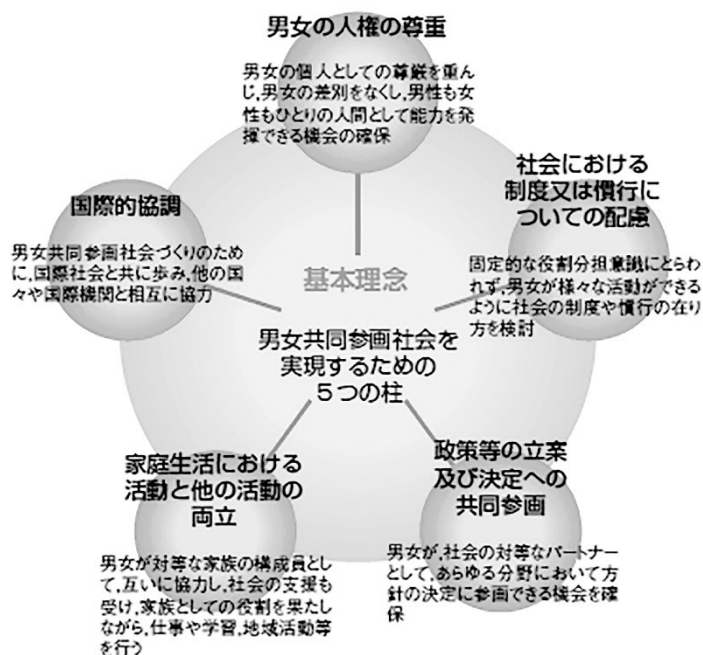 男女の人権の尊重
男女の個人としての尊厳を重ん
じ,男女の差別をなくし,男性も女
性もひとりの人間として能力を発
揮できる機会の確保
社会における
制度又は慣行に
ついての配慮
固定的な役割分担意識にとらわ
れず,男女が様々な活動ができる
ように社会の制度や慣行の在り
方を検討
国際的協調
男女共同参画社会づくりのため
に,国際社会と共に歩み,他の国
々や国際機関と相互に協力
基本理念
男女共同参画社会を
実現するための
5つの柱
家庭生活における
活動と他の活動の
両立
男女が対等な家族の構成員とし
て,互いに協力し,社会の支援も
受け,家族としての役割を果たし
ながら,仕事や学習,地域活動等
を行う
政策等の立案
及び決定への
共同参画
男女が,社会の対等なパートナー
として,あらゆる分野において方
針の決定に参画できる機会を確
保